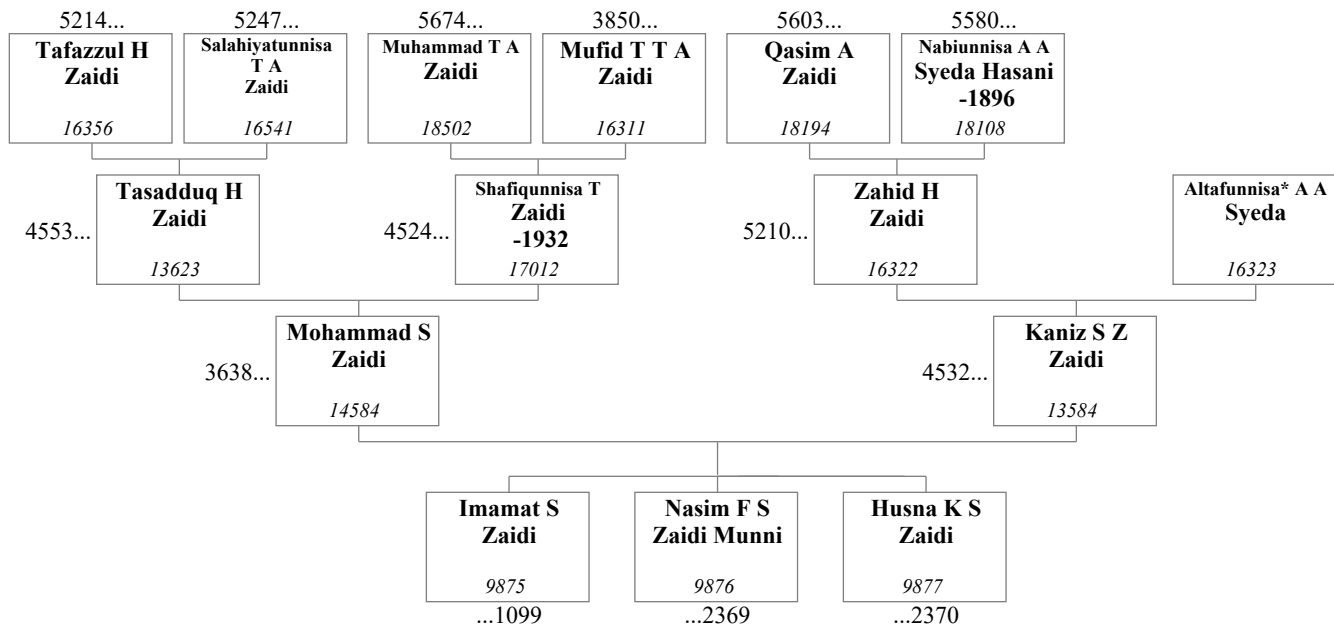 5214...
5247...
5674...
3850...
5603...
5580...
Tafazzul H
Zaidi
16356
Salahiyatunnisa
T A
Zaidi
16541
Muhammad T A
Zaidi
18502
Mufid T T A
Zaidi
16311
Qasim A
Zaidi
18194
Nabiunnisa A A
Syeda Hasani
-1896
18108
4553...
Tasadduq H
Zaidi
13623
4524...
Shafiqunnisa T
Zaidi
-1932
17012
5210...
Zahid H
Zaidi
16322
Altafunnisa* A A
Syeda
16323
3638...
Mohammad S
Zaidi
14584
4532...
Kaniz S Z
Zaidi
13584
Imamat S
Zaidi
9875
...1099
Nasim F S
Zaidi Munni
9876
...2369
Husna K S
Zaidi
9877
...2370